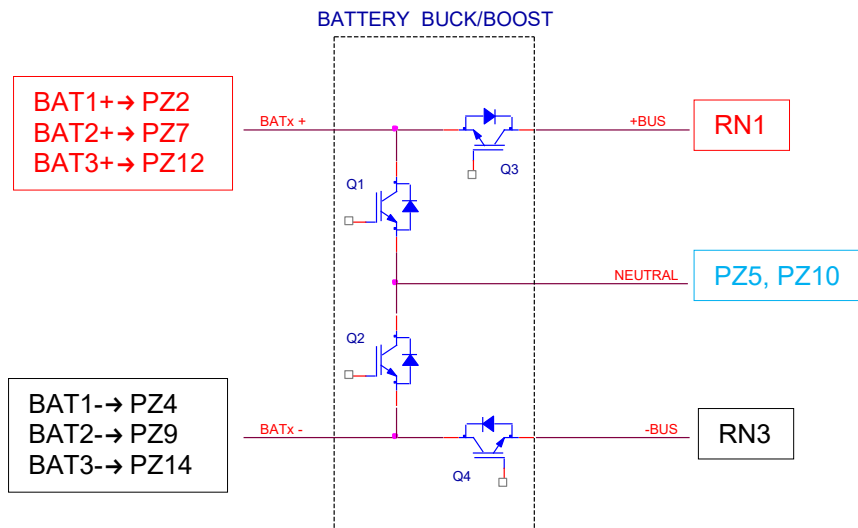 BATTERY BUCK/BOOST
BAT1+→ PZ2
BAT2+→ PZ7
BAT3+→ PZ12
BATx +
+BUS
RN1
Q3
Q1
NEUTRAL
PZ5, PZ10
Q2
BAT1-→ PZ4
BAT2-→ PZ9
BAT3-→ PZ14
BATx -
-BUS
RN3
Q4